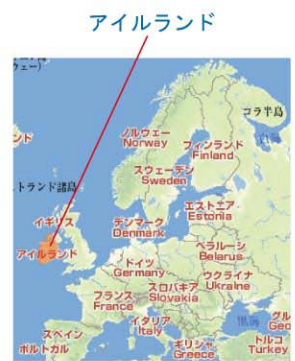 アイルランド
ウェー)
コラ半島
白海
ンド
ノルウェー
Norway
フィンランド
Finland
スウェーデン
Sweden
トランド諸島
エストニア
Estonia
イギリス
デンマーク
Denmark
アイルランド
ベラルーシ
Belarus
ドイツ
Germany
ウクライナ
Ukraine
スロバキア
Slovakia
フランス
France
イタリア
Italy
黒海
グル
Geo
スペイン
ポルトガル
ギリシャ
Greece
トルコ
Turkey